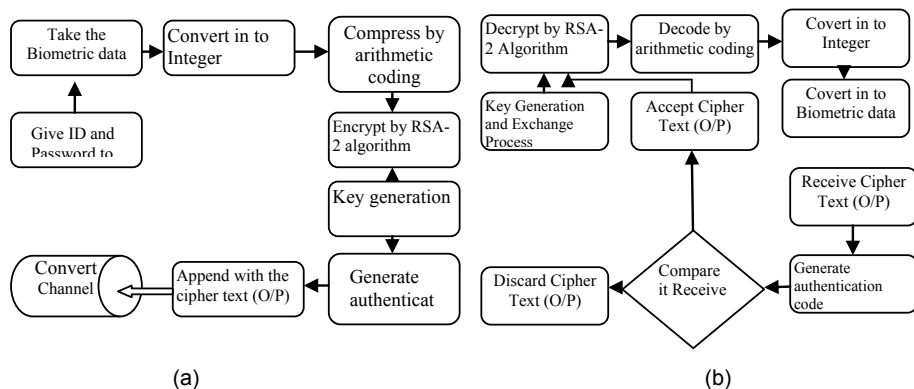 Take the
Biometric data
Convert in to
Integer
Compress by
arithmetic
coding
Give ID and
Password to
Encrypt by RSA-
2 algorithm
Key generation
Generate
authenticat
Append with the
cipher text (O/P)
Convert
Channel
(a)
Decrypt by RSA-
2 Algorithm
Decode by
arithmetic coding
Covert in to
Integer
Covert in to
Biometric data
Key Generation
and Exchange
Process
Accept Cipher
Text (O/P)
Receive Cipher
Text (O/P)
Generate
authentication
code
Compare
it Receive
Discard Cipher
Text (O/P)
(b)